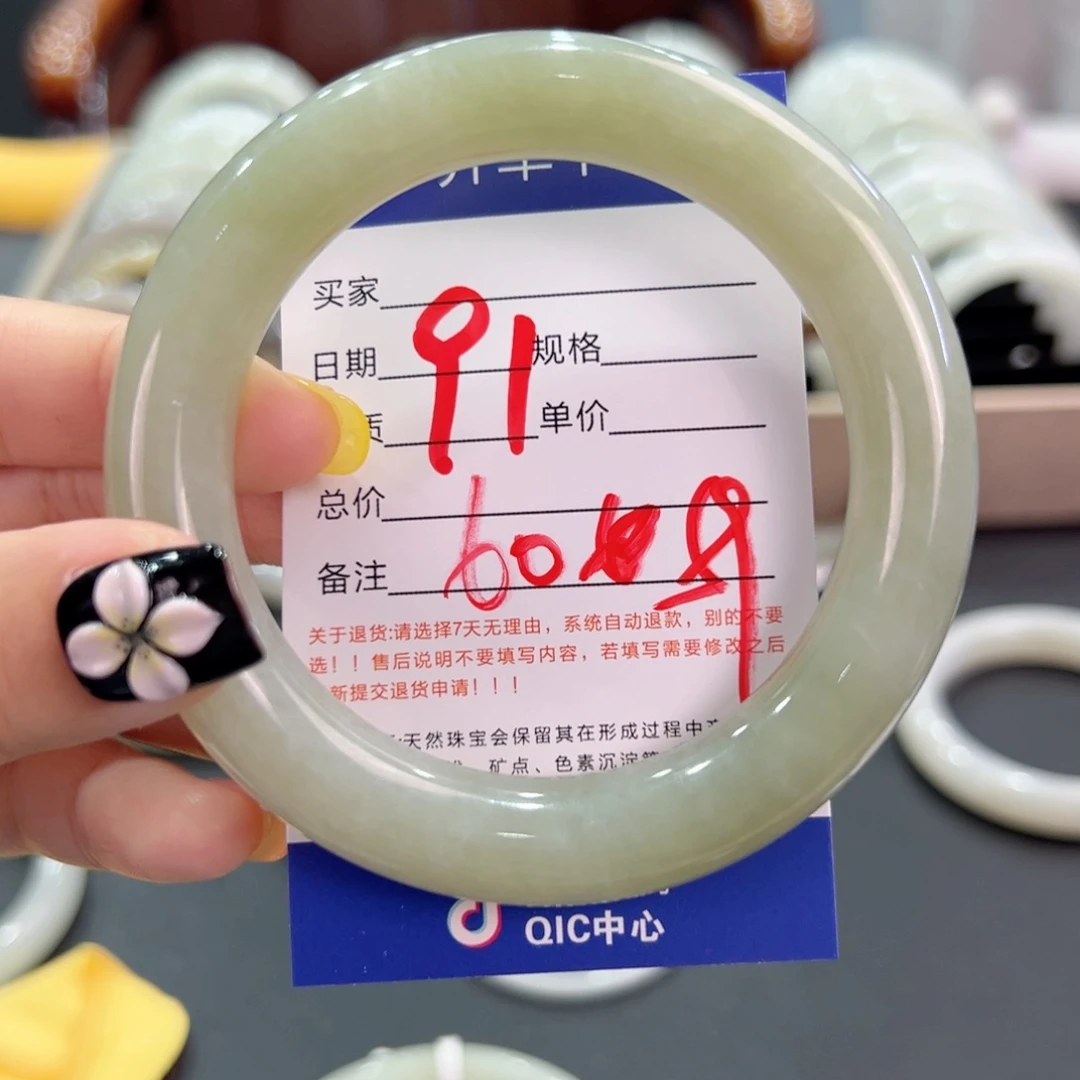 买家
日期 91 规格
质 单价
总价
备注 60
关于退货:请选择7天无理由，系统自动退款，别的不要
选！！售后说明不要填写内容，若填写需要修改之后
新提交退货申请！！！
天然珠宝会保留其在形成过程中
矿点、色素沉淀等
QIC中心